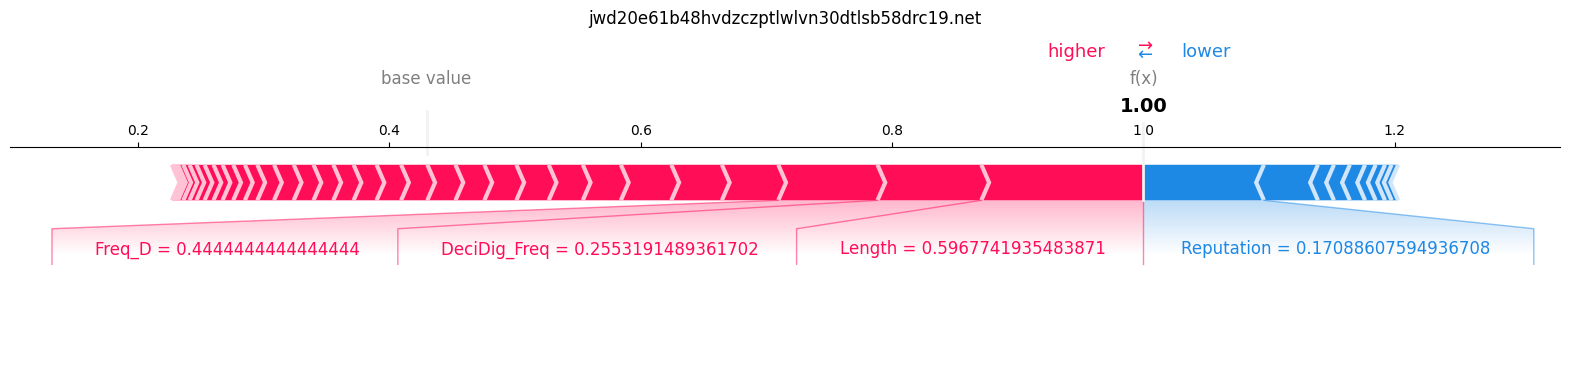 jwd20e61b48hvdzczptlwlvn30dtlsb58drc19.net
higher ⇄ lower
base value f(x)
1.00
0.2 0.4 0.6 0.8 1.0 1.2
Freq_D = 0.4444444444444444 DeciDig_Freq = 0.2553191489361702 Length = 0.5967741935483871 Reputation = 0.17088607594936708